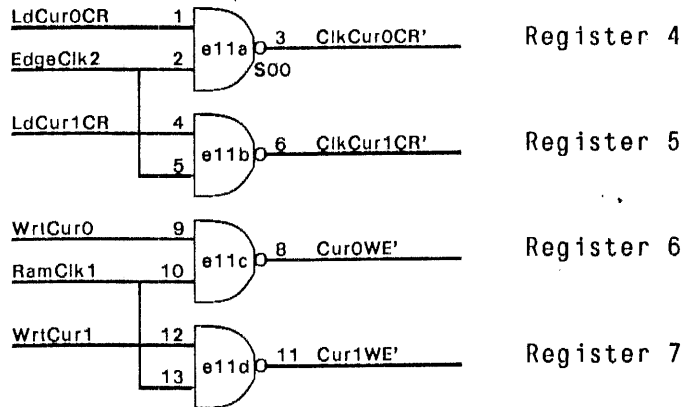 LdCur0CR 1 e11a 3 ClkCur0CR' Register 4
EdgeClk2 2 S00
LdCur1CR 4 e11b 6 ClkCur1CR' Register 5
5
WrtCur0 9 e11c 8 Cur0WE' Register 6
RamClk1 10
WrtCur1 12 e11d 11 Cur1WE' Register 7
13